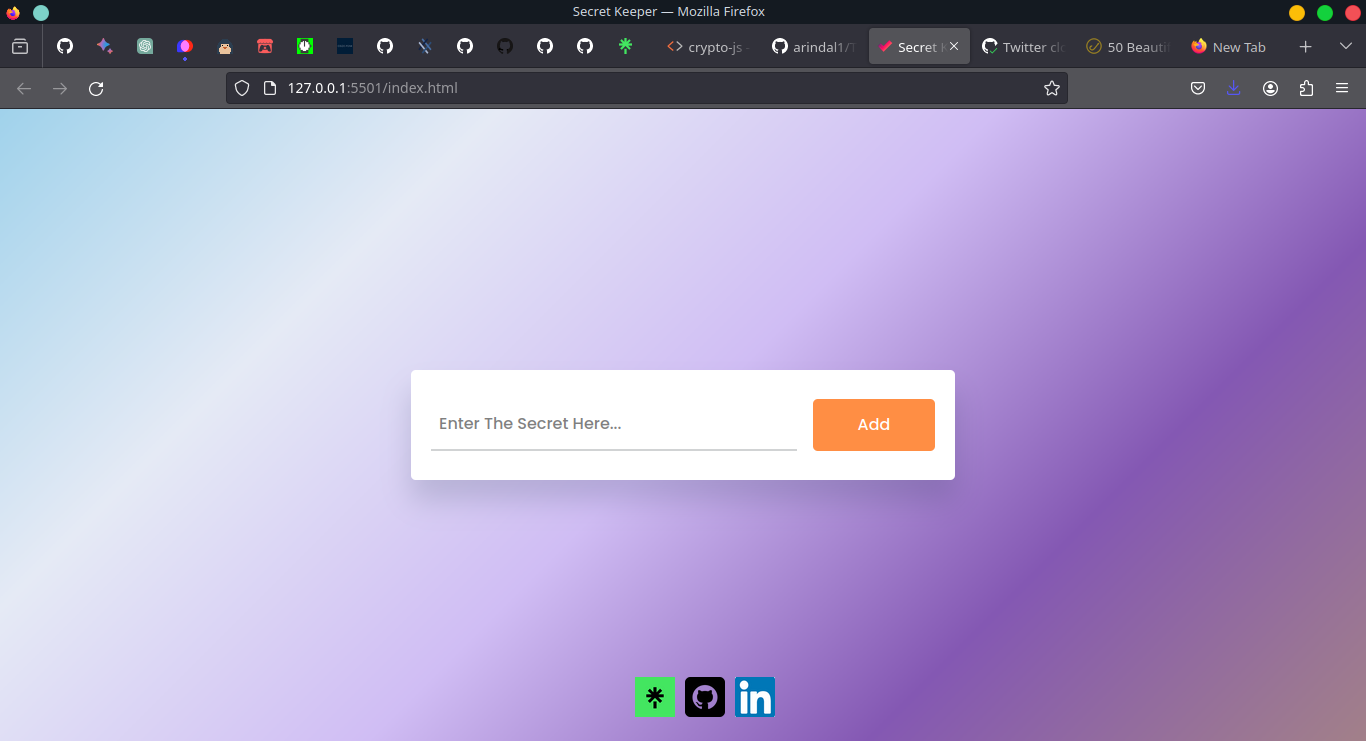 Secret Keeper — Mozilla Firefox
crypto-js -
arindal1/T
Secret K
Twitter clo
50 Beautif
New Tab
127.0.0.1:5501/index.html
Enter The Secret Here...
Add
in